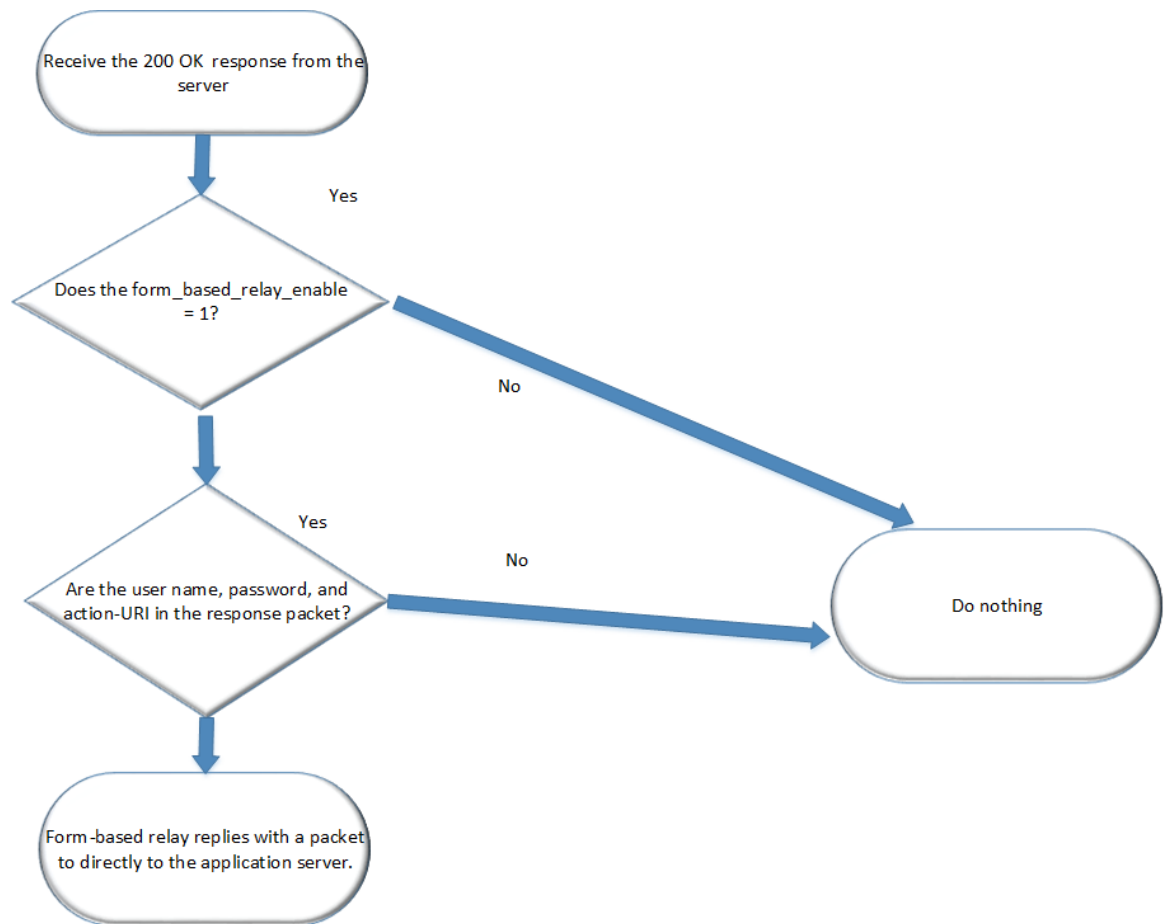 Receive the 200 OK response from the
server
Yes
Does the form_based_relay_enable
= 1?
No
Yes
No
Are the user name, password, and
action-URI in the response packet?
Do nothing
Form-based relay replies with a packet
to directly to the application server.